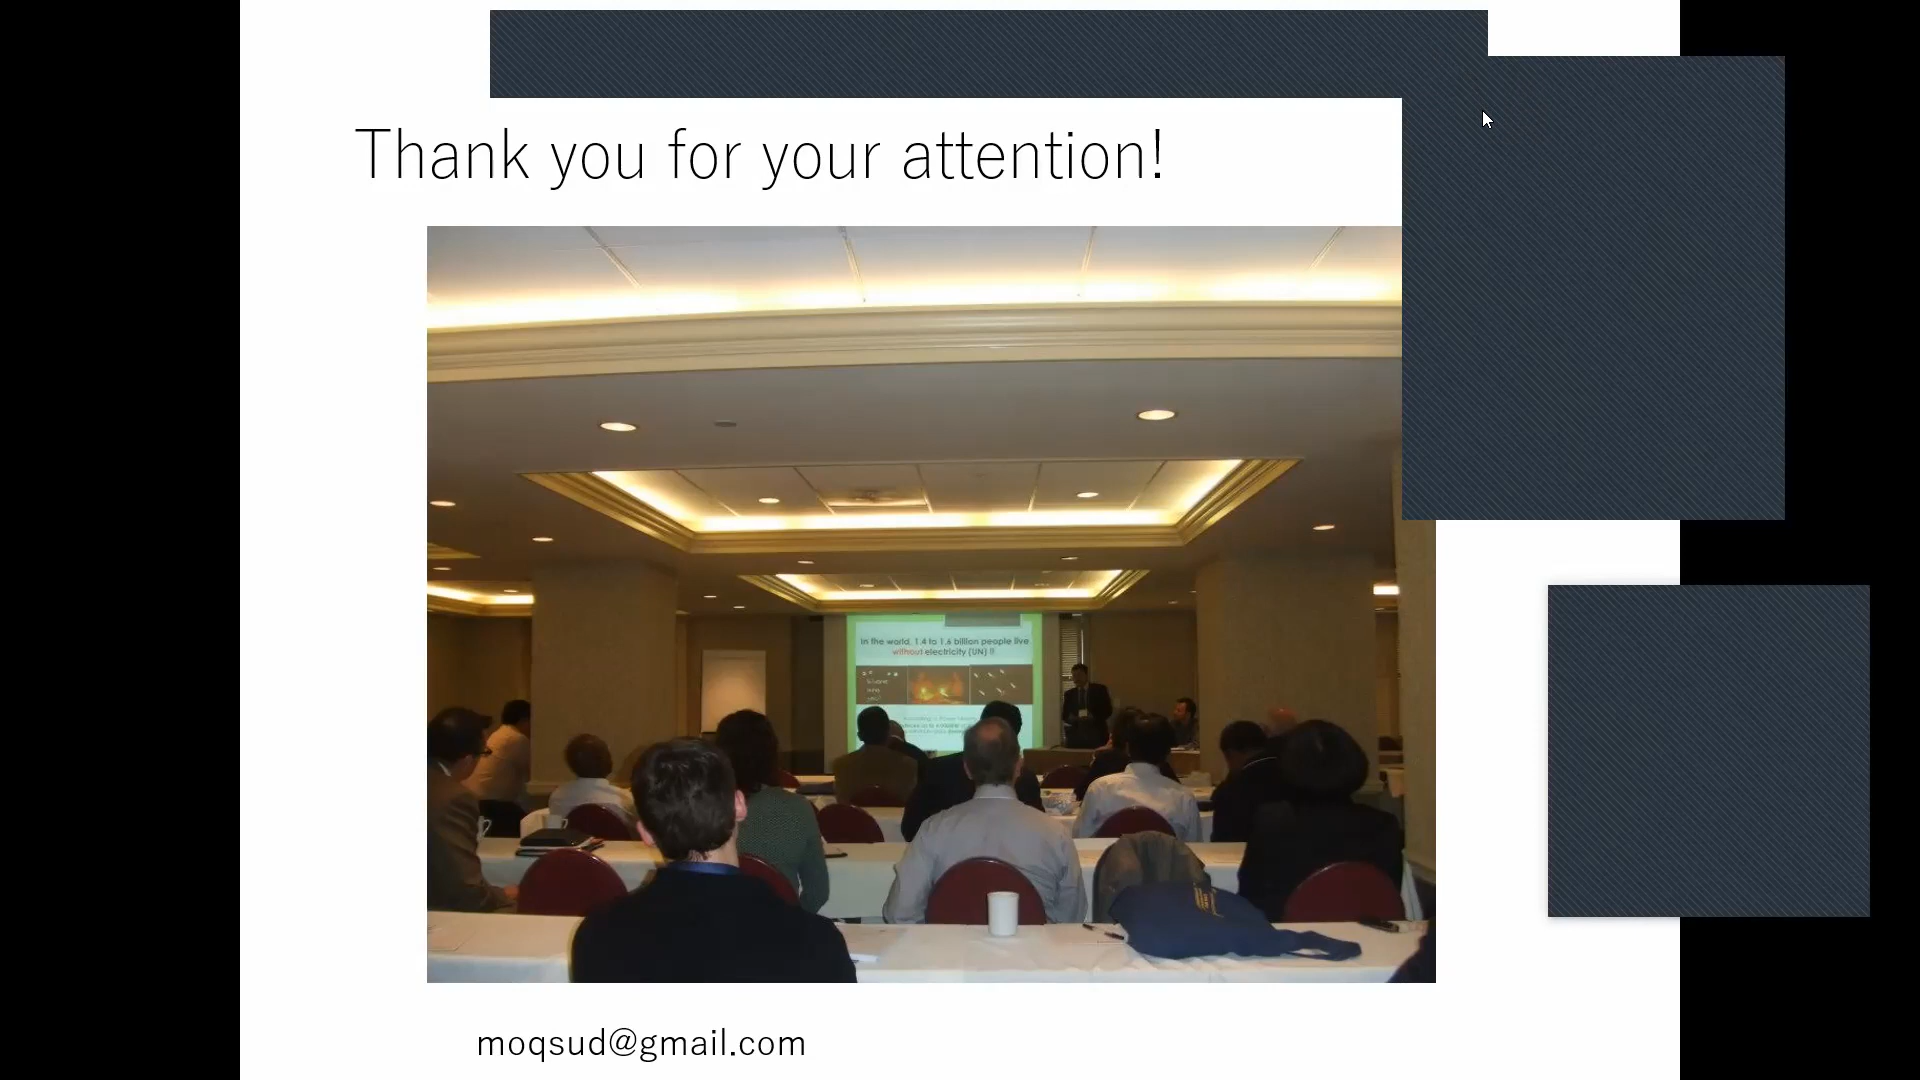 Thank you for your attention!
In the world, 1.4 to 1.6 billion people live
without electricity (UN) !!
moqsud@gmail.com